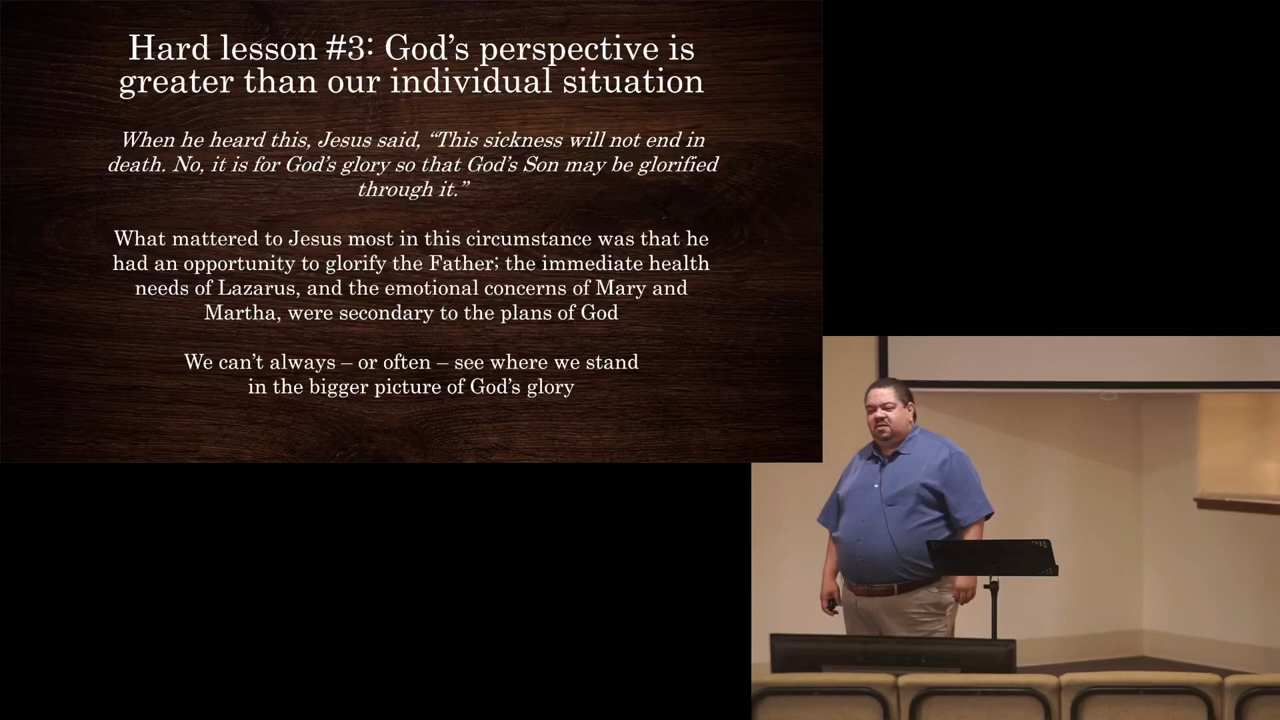 Hard lesson #3: God’s perspective is
greater than our individual situation
When he heard this, Jesus said, “This sickness will not end in
death. No, it is for God’s glory so that God’s Son may be glorified
through it.”
What mattered to Jesus most in this circumstance was that he
had an opportunity to glorify the Father; the immediate health
needs of Lazarus, and the emotional concerns of Mary and
Martha, were secondary to the plans of God
We can’t always – or often – see where we stand
in the bigger picture of God’s glory